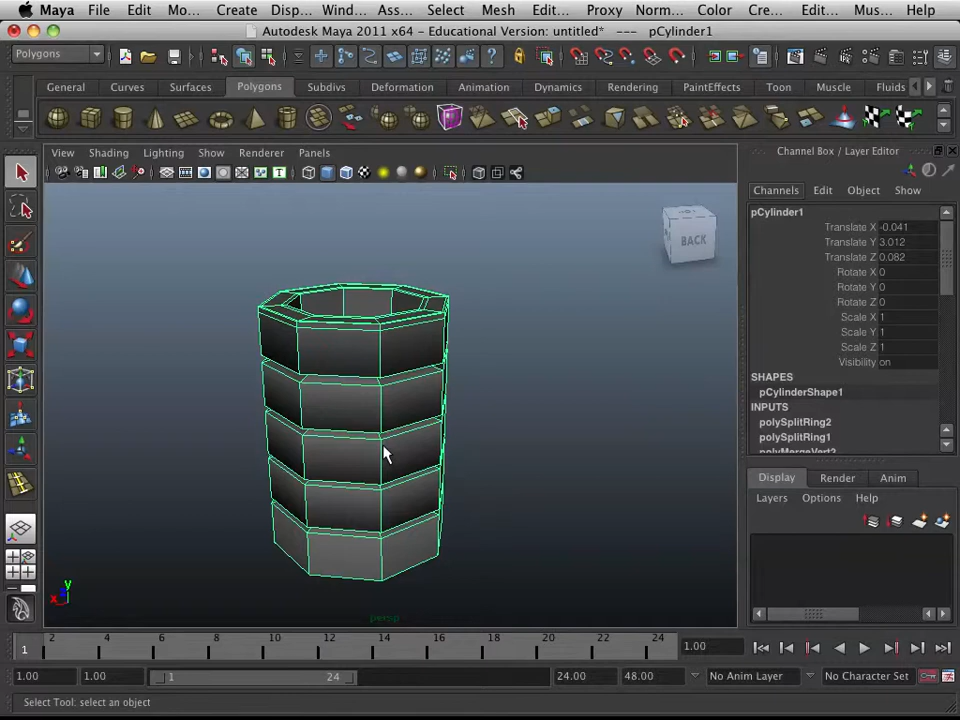 Maya File Mo... Create Disp... Wind... Ass... Select Mesh Edit... Proxy Norm... Color Cre... Edit... Mus... Help
Autodesk Maya 2011 x64 - Educational Version: untitled* --- pCylinder1
Polygons
General Curves Surfaces Polygons Subdivs Deformation Animation Dynamics Rendering PaintEffects Toon Muscle Fluids
View Shading Lighting Show Renderer Panels
Channel Box / Layer Editor
Channels Edit Object Show
pCylinder1
Translate X -0.041
Translate Y 3.012
Translate Z 0.082
Rotate X 0
Rotate Y 0
Rotate Z 0
Scale X 1
Scale Y 1
Scale Z 1
Visibility on
SHAPES
pCylinderShape1
INPUTS
polySplitRing2
polySplitRing1
polyMergeVert2
BACK
Display Render Anim
Layers Options Help
y
x
persp
1 2 4 6 8 10 12 14 16 18 20 22 24 1.00
1.00 1.00 1 24 24.00 48.00 No Anim Layer No Character Set
Select Tool: select an object